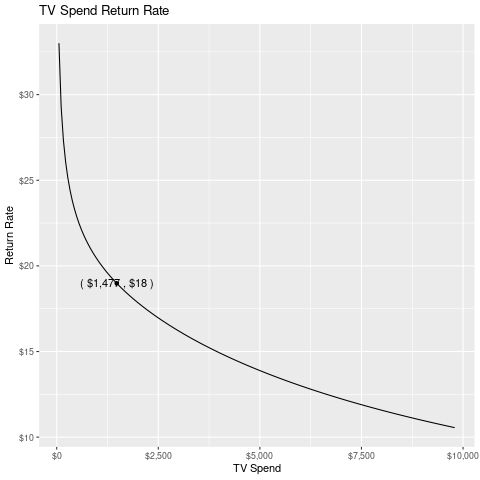 TV Spend Return Rate
$30
$25
$20
$15
$10
Return Rate
( $1,477 , $18 )
$0
$2,500
$5,000
$7,500
$10,000
TV Spend